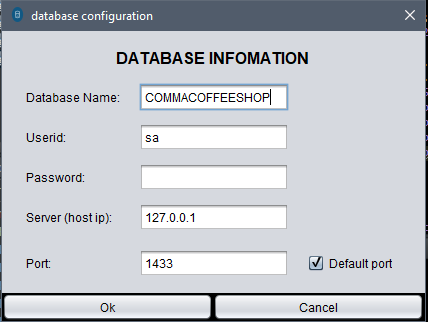 database configuration
DATABASE INFOMATION
Database Name: COMMACOFFEESHOP
Userid: sa
Password:
Server (host ip): 127.0.0.1
Port: 1433 Default port
Ok Cancel